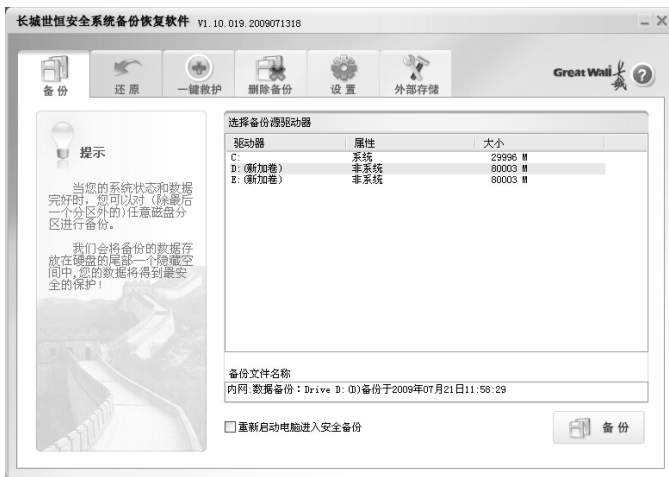 长城世恒安全系统备份恢复软件 V1.10.019.2009071318
备份
还原
一键救护
删除备份
设置
外部存储
Great Wall
提示
当您的系统状态和数据
完好时，您可以对（除最后
一个分区外的)任意磁盘分
区进行备份。
我们会将备份的数据存
放在硬盘的尾部一个隐藏空
间中,您的数据将得到最安
全的保护!
选择备份源驱动器
驱动器 属性 大小
C: 系统 29996 M
D:(新加卷) 非系统 80003 M
E:(新加卷) 非系统 80003 M
备份文件名称
内网:数据备份:Drive D:(D)备份于2009年07月21日11:58:29
重新启动电脑进入安全备份
备份